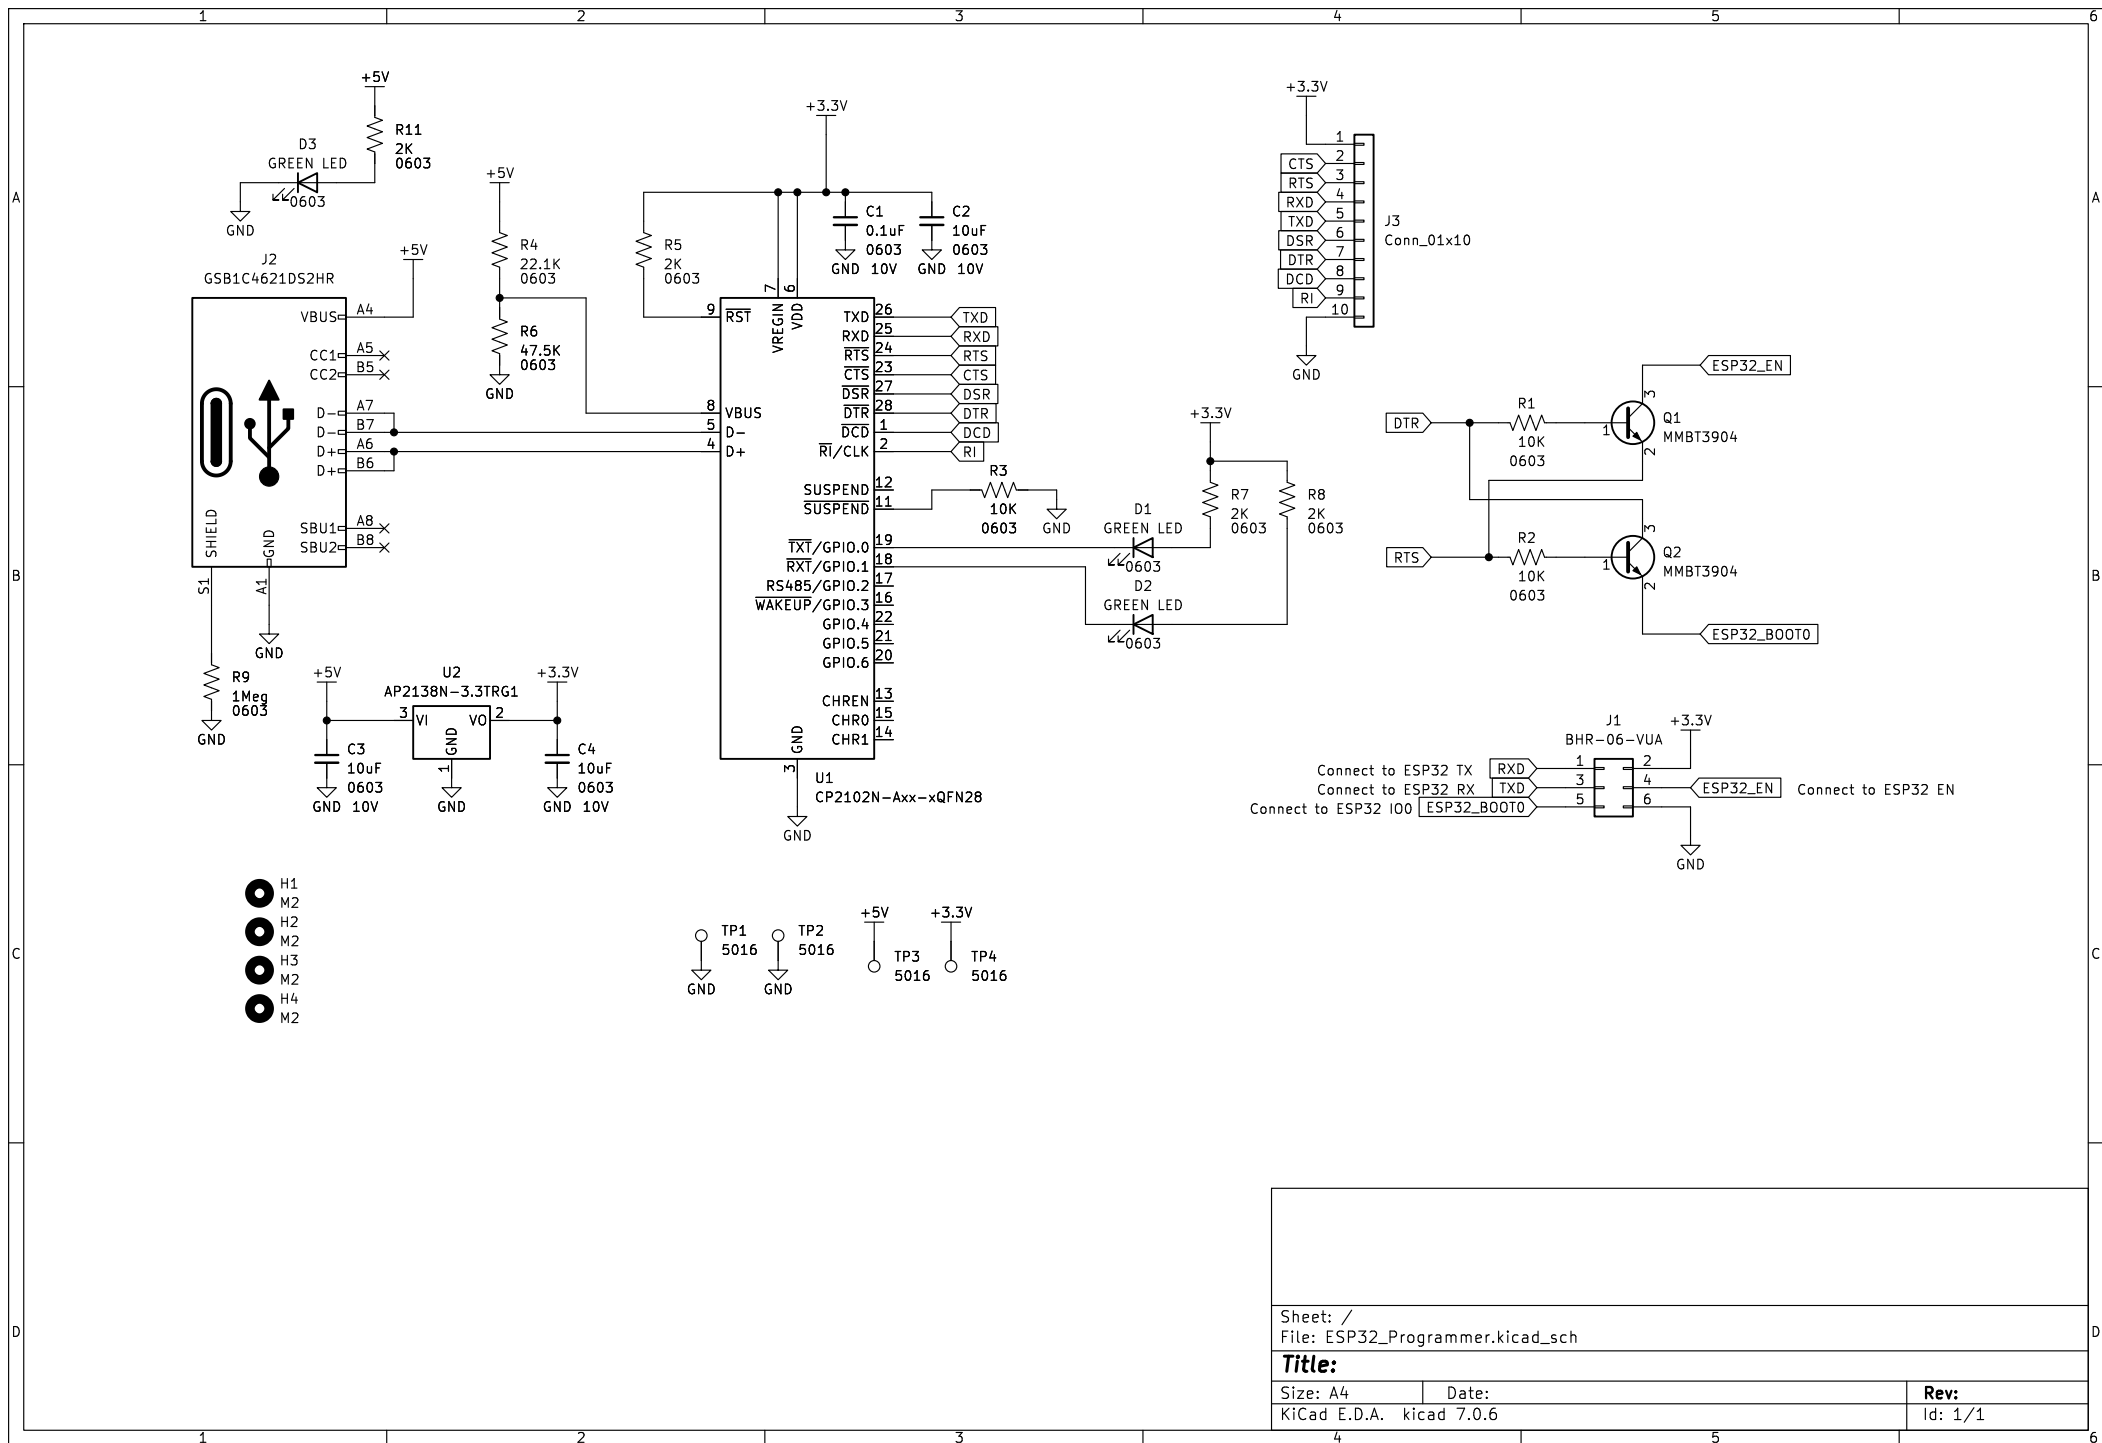 1 2 3 4 5 6
A
B
C
D
+5V
R11
2K
0603
D3
GREEN LED
0603
GND
J2
GSB1C4621DS2HR
+5V
VBUS A4
CC1 A5
CC2 B5
D- A7
D- B7
D+ A6
D+ B6
SBU1 A8
SBU2 B8
SHIELD
GND
S1
A1
GND
R9
1Meg
0603
GND
+5V
R4
22.1K
0603
R6
47.5K
0603
GND
+3.3V
R5
2K
0603
C1
0.1uF
0603
GND 10V
C2
10uF
0603
GND 10V
7
6
VREGIN
VDD
9 RST
8 VBUS
5 D-
4 D+
TXD 26 TXD
RXD 25 RXD
RTS 24 RTS
CTS 23 CTS
DSR 27 DSR
DTR 28 DTR
DCD 1 DCD
RI/CLK 2 RI
SUSPEND 12
SUSPEND 11
TXT/GPIO.0 19
RXT/GPIO.1 18
RS485/GPIO.2 17
WAKEUP/GPIO.3 16
GPIO.4 22
GPIO.5 21
GPIO.6 20
CHREN 13
CHR0 15
CHR1 14
GND
3
U1
CP2102N-Axx-xQFN28
GND
R3
10K
0603
GND
D1
GREEN LED
0603
D2
GREEN LED
0603
+3.3V
R7
2K
0603
R8
2K
0603
+5V
U2
AP2138N-3.3TRG1
+3.3V
3 VI
VO 2
GND
1
C3
10uF
0603
GND 10V
GND
C4
10uF
0603
GND 10V
+3.3V
1
CTS 2
RTS 3
RXD 4
TXD 5
DSR 6
DTR 7
DCD 8
RI 9
10
J3
Conn_01x10
GND
ESP32_EN
DTR
R1
10K
0603
1
3
2
Q1
MMBT3904
RTS
R2
10K
0603
1
3
2
Q2
MMBT3904
ESP32_BOOT0
J1
BHR-06-VUA
+3.3V
Connect to ESP32 TX RXD 1 2
Connect to ESP32 RX TXD 3 4 ESP32_EN Connect to ESP32 EN
Connect to ESP32 IO0 ESP32_BOOT0 5 6
GND
H1
M2
H2
M2
H3
M2
H4
M2
TP1
5016
GND
TP2
5016
GND
+5V
TP3
5016
+3.3V
TP4
5016
Sheet: /
File: ESP32_Programmer.kicad_sch
Title:
Size: A4 Date: Rev:
KiCad E.D.A. kicad 7.0.6 Id: 1/1
A
B
C
D
1 2 3 4 5 6